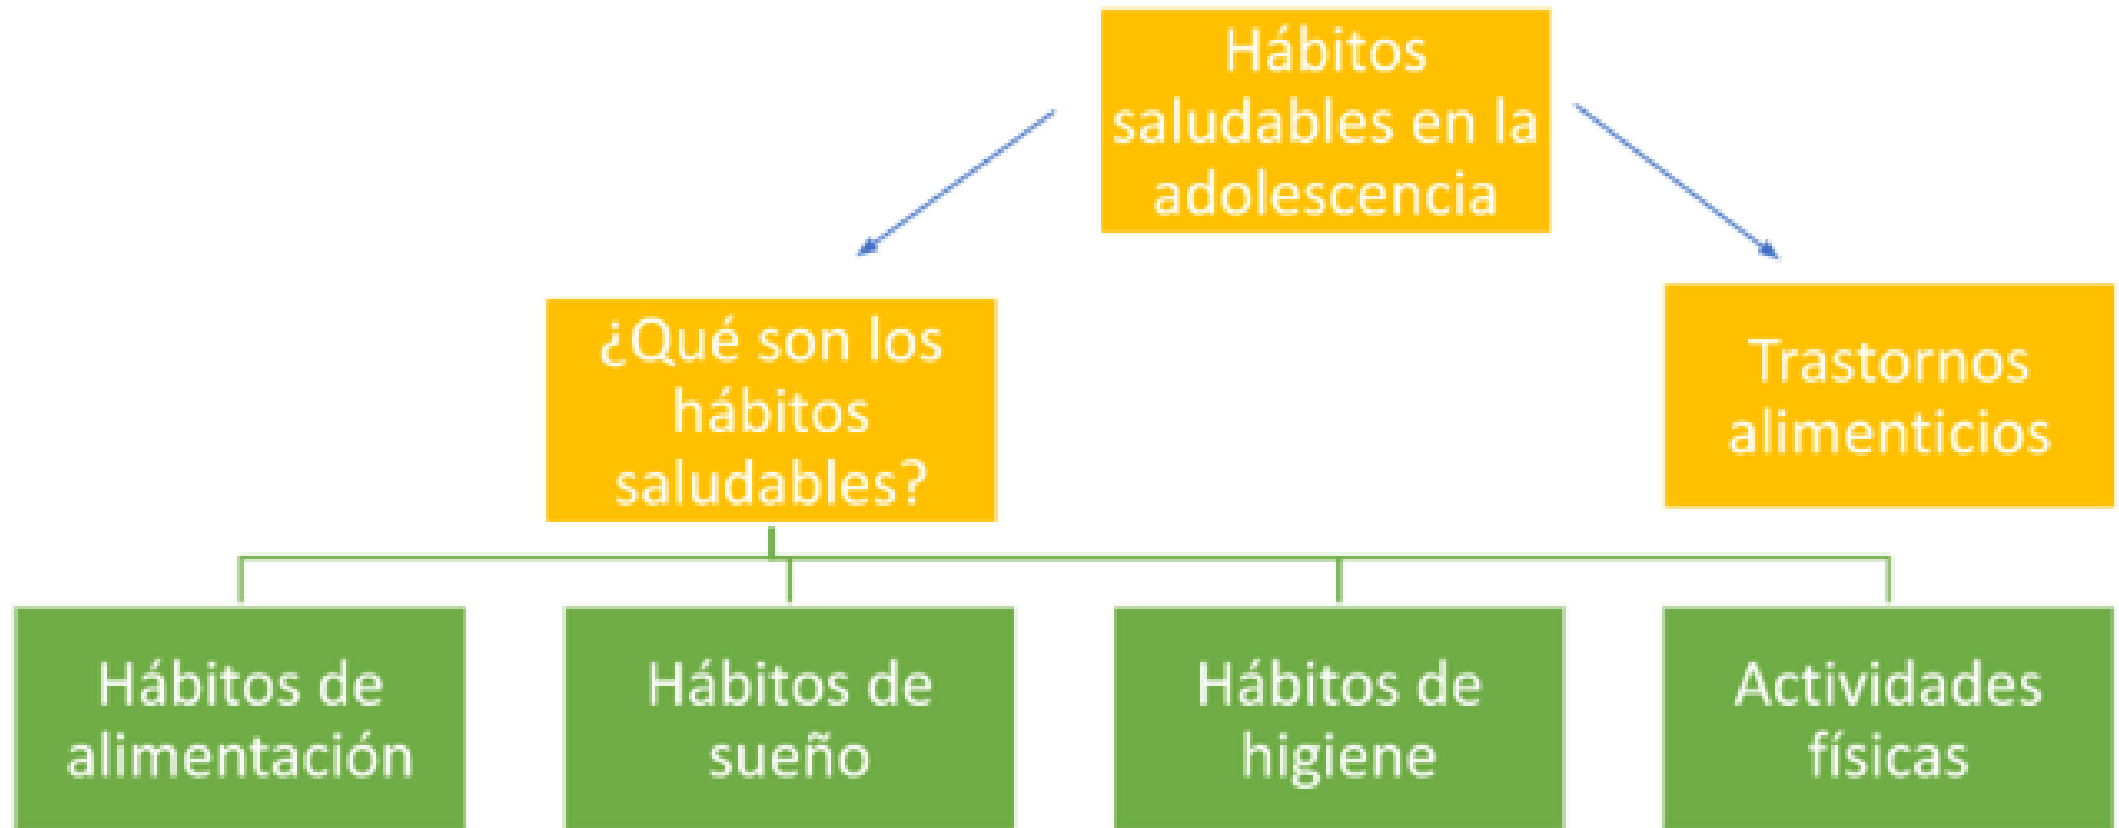 Hábitos
saludables en la
adolescencia
¿Qué son los
hábitos
saludables?
Trastornos
alimenticios
Hábitos de
alimentación
Hábitos de
sueño
Hábitos de
higiene
Actividades
físicas